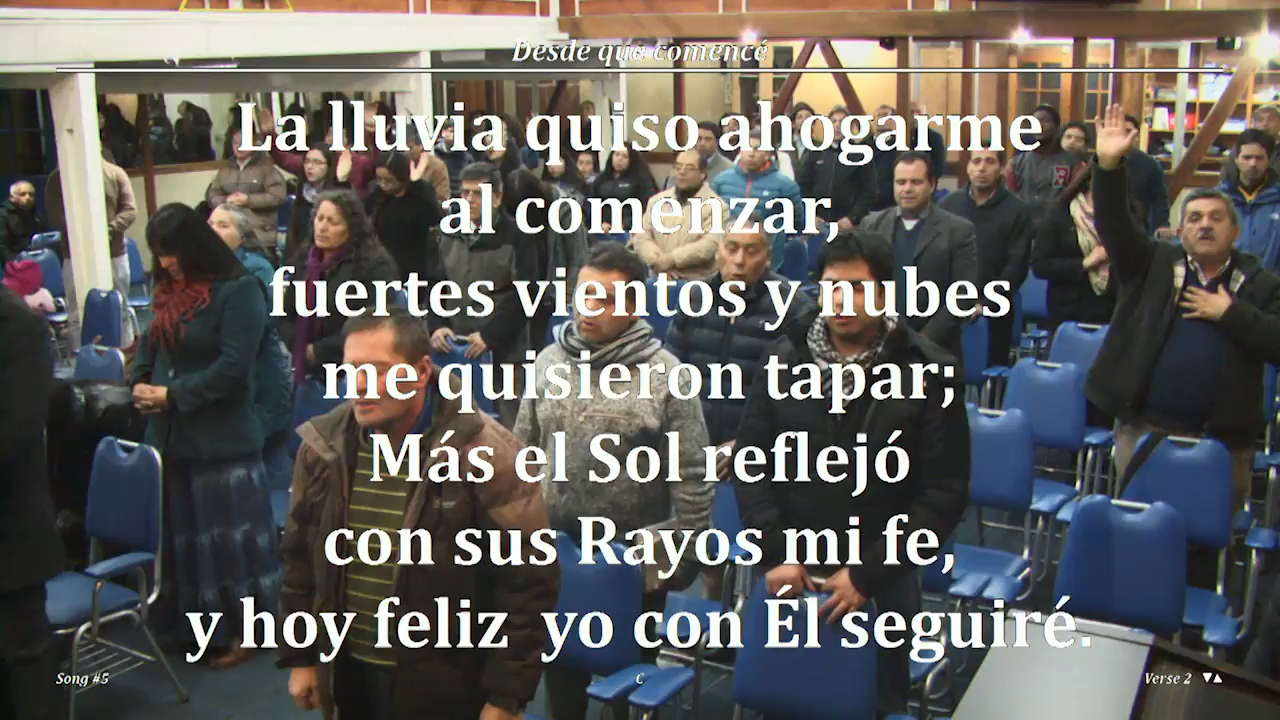 Desde que comencé
La lluvia quiso ahogarme
al comenzar,
fuertes vientos y nubes
me quisieron tapar;
Más el Sol reflejó
con sus Rayos mi fe,
y hoy feliz  yo con Él seguiré.
Song #5
C
Verse 2 ▼▲
R